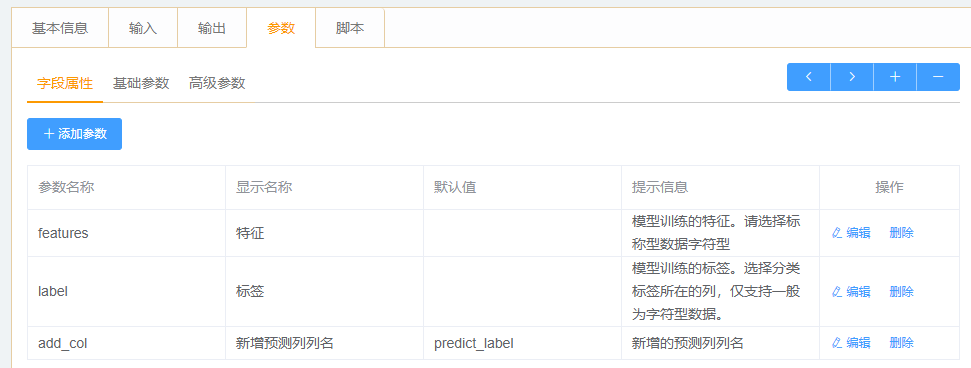 基本信息 输入 输出 参数 脚本
字段属性 基础参数 高级参数
添加参数
参数名称 显示名称 默认值 提示信息 操作
features 特征 模型训练的特征。请选择标
称型数据字符型 编辑 删除
label 标签 模型训练的标签。选择分类
标签所在的列，仅支持一般
为字符型数据。 编辑 删除
add_col 新增预测列列名 predict_label 新增的预测列列名 编辑 删除